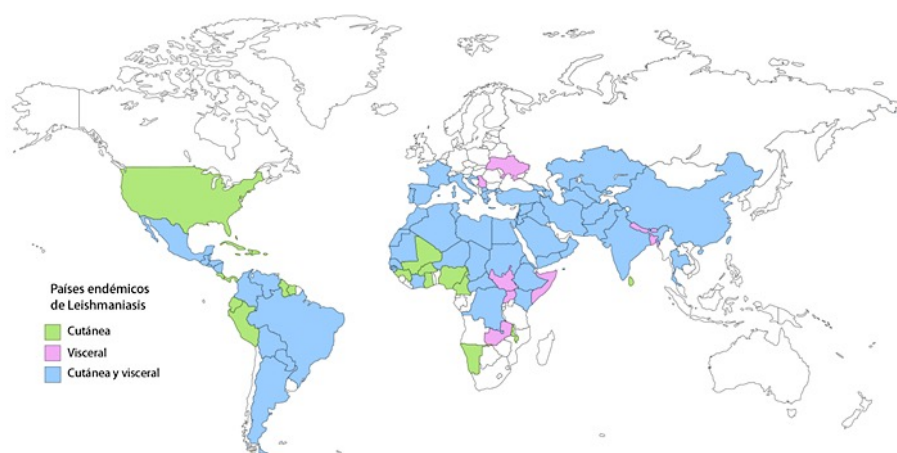 Países endémicos
de Leishmaniasis
Cutánea
Visceral
Cutánea y visceral